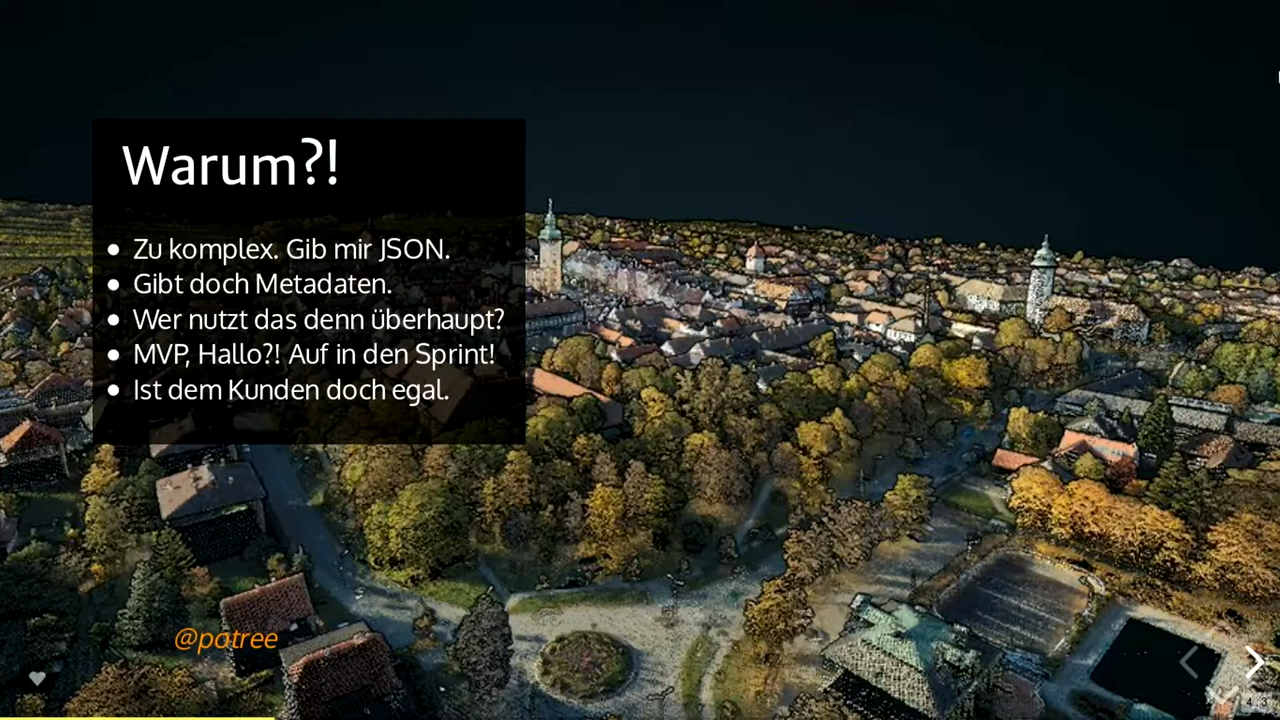 Warum?!
Zu komplex. Gib mir JSON.
Gibt doch Metadaten.
Wer nutzt das denn überhaupt?
MVP, Hallo?! Auf in den Sprint!
Ist dem Kunden doch egal.
@potree